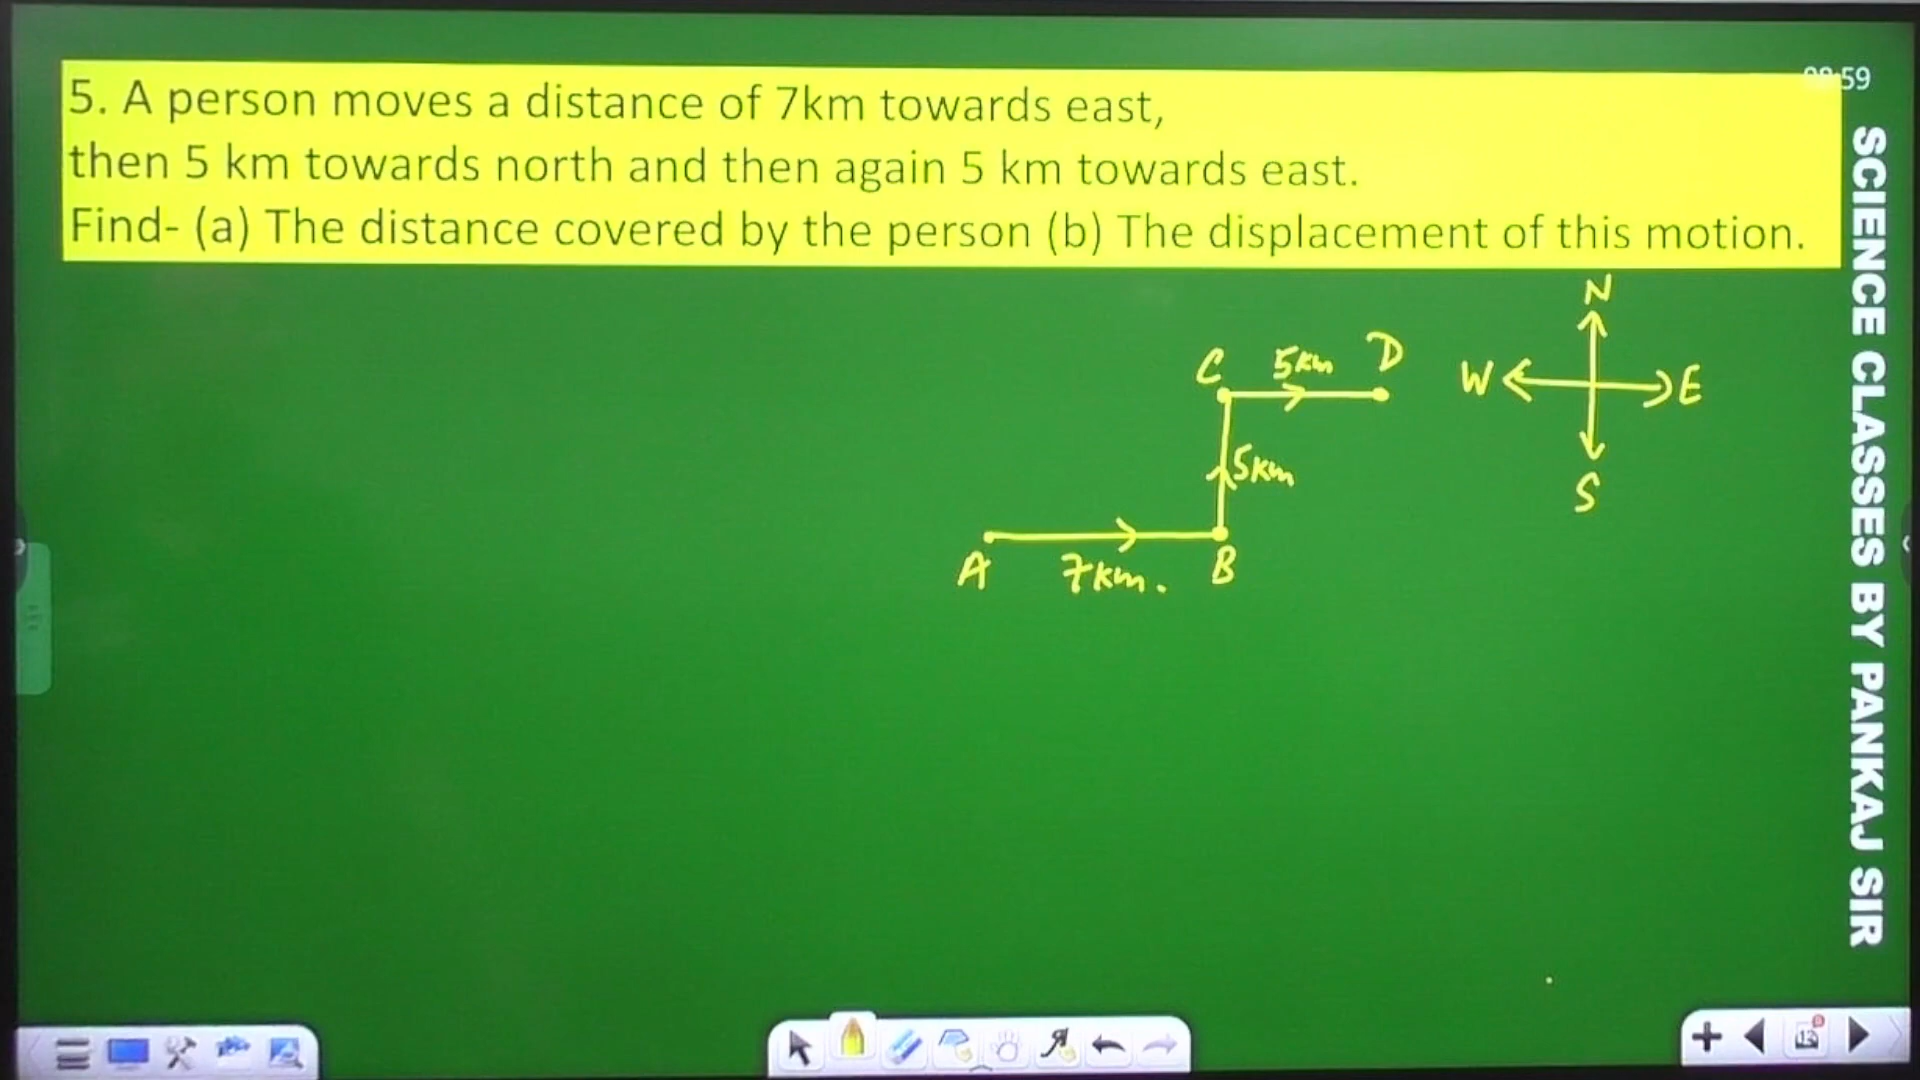 5. A person moves a distance of 7km towards east,
then 5 km towards north and then again 5 km towards east.
Find- (a) The distance covered by the person (b) The displacement of this motion.
SCIENCE CLASSES BY PANKAJ SIR
N
W E
S
C 5km D
5km
A 7km. B